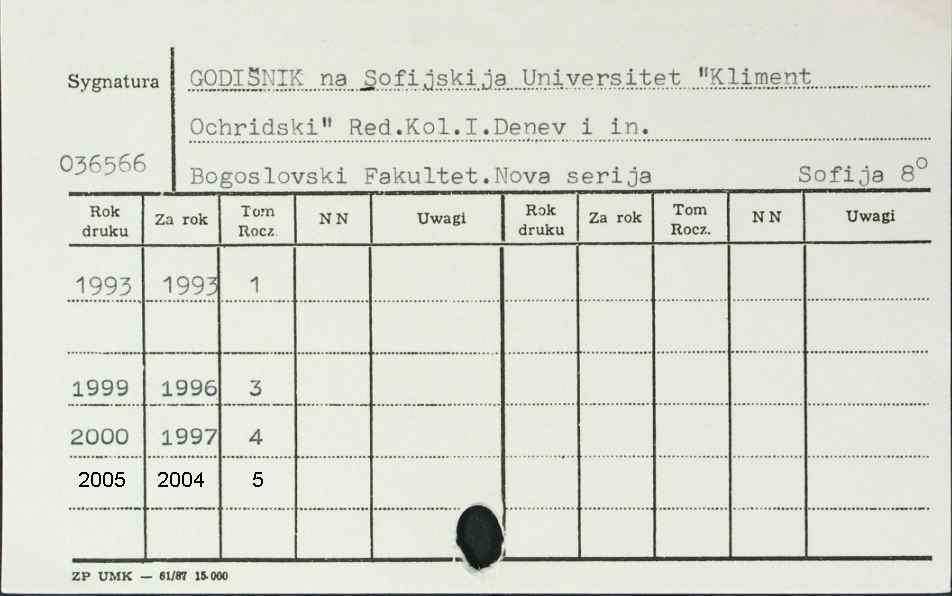 Sygnatura
GODIŠNIK na Sofijskija Universitet "Kliment
Ochridski" Red.Kol.I.Denev i in.
036566
Bogoslovski Fakultet.Nova serija Sofija 8°
Rok druku Za rok Tom Rocz. NN Uwagi Rok druku Za rok Tom Rocz. NN Uwagi
1993 1993 1
1999 1996 3
2000 1997 4
2005 2004 5
ZP UMK — 61/87 15.000